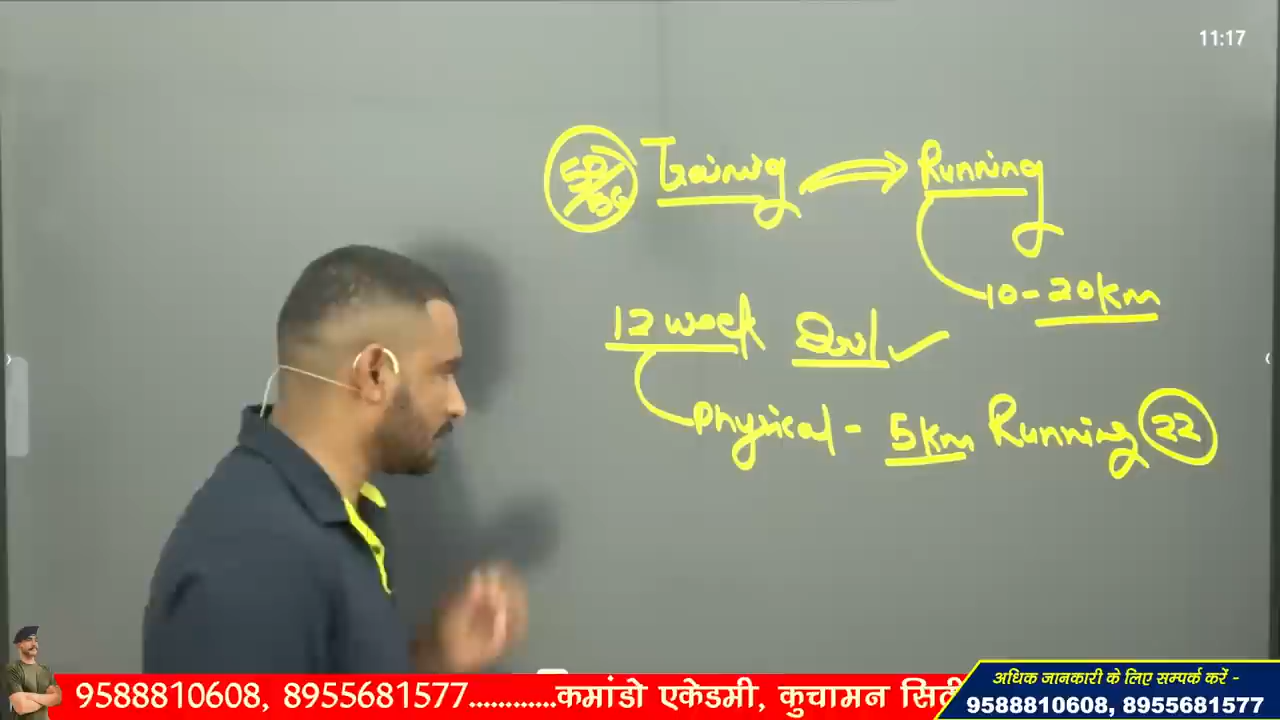 11:17
Training ⇒ Running
10-20km
12 week
Physical - 5km Running 22
9588810608, 8955681577............कमांडो एकेडमी, कुचामन सिटी
अधिक जानकारी के लिए सम्पर्क करें -
9588810608, 8955681577